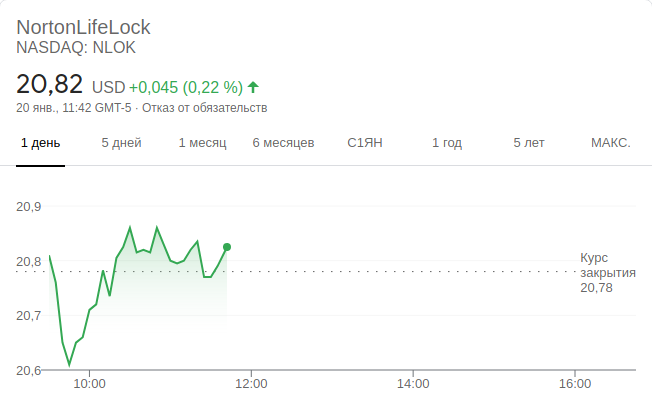 NortonLifeLock
NASDAQ: NLOK
20,82 USD +0,045 (0,22 %)
20 янв., 11:42 GMT-5 · Отказ от обязательств
1 день 5 дней 1 месяц 6 месяцев С1ЯН 1 год 5 лет МАКС.
20,9
20,8
Курс
закрытия
20,78
20,7
20,6
10:00 12:00 14:00 16:00